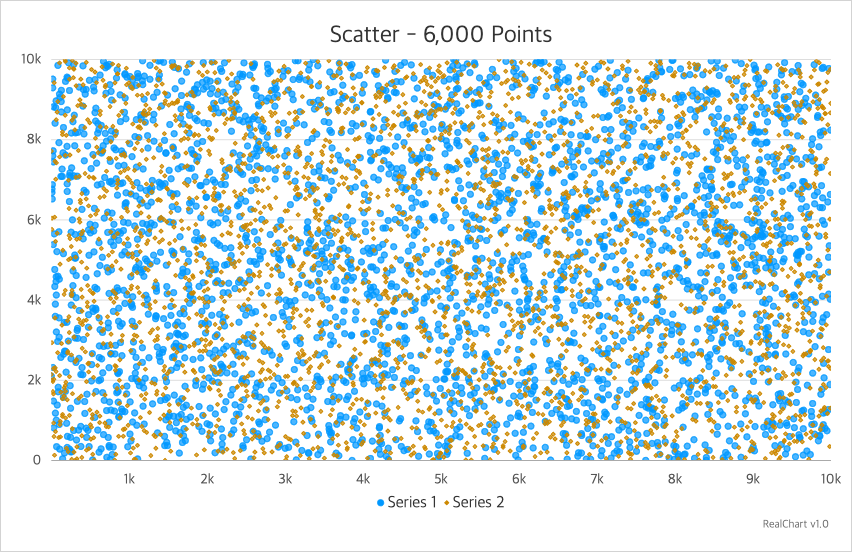 Scatter - 6,000 Points
10k
8k
6k
4k
2k
0
1k 2k 3k 4k 5k 6k 7k 8k 9k 10k
Series 1 Series 2
RealChart v1.0